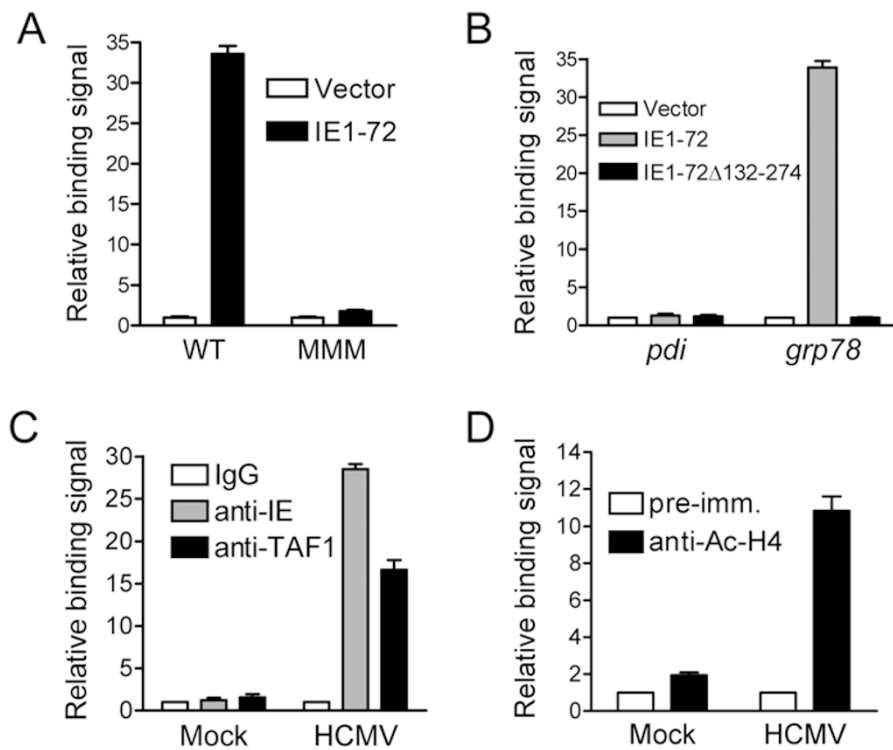 A
Relative binding signal
35
30
25
20
15
10
5
0
Vector
IE1-72
WT MMM
B
Relative binding signal
35
30
25
20
15
10
5
0
Vector
IE1-72
IE1-72Δ132-274
pdi grp78
C
Relative binding signal
30
25
20
15
10
5
0
IgG
anti-IE
anti-TAF1
Mock HCMV
D
Relative binding signal
14
12
10
8
6
4
2
0
pre-imm.
anti-Ac-H4
Mock HCMV